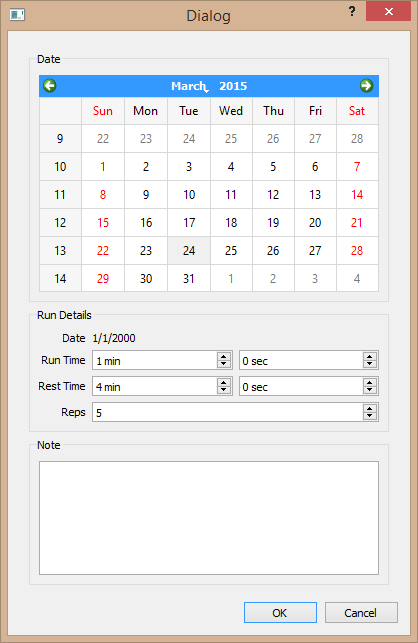 Dialog ? x
Date
March, 2015
Sun Mon Tue Wed Thu Fri Sat
9 22 23 24 25 26 27 28
10 1 2 3 4 5 6 7
11 8 9 10 11 12 13 14
12 15 16 17 18 19 20 21
13 22 23 24 25 26 27 28
14 29 30 31 1 2 3 4
Run Details
Date 1/1/2000
Run Time 1 min 0 sec
Rest Time 4 min 0 sec
Reps 5
Note
OK Cancel